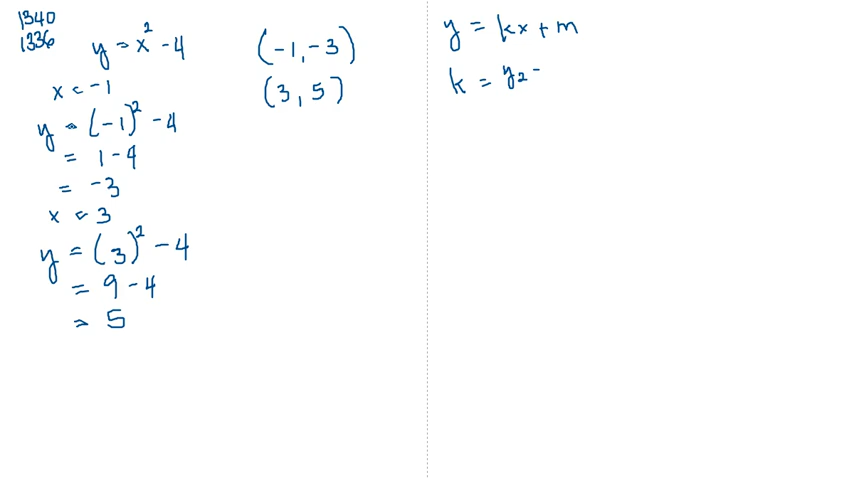 1340
1336
y = x² - 4
x = -1
y = (-1)² - 4
= 1 - 4
= -3
x = 3
y = (3)² - 4
= 9 - 4
= 5
(-1, -3)
(3, 5)
y = kx + m
k = y₂ -